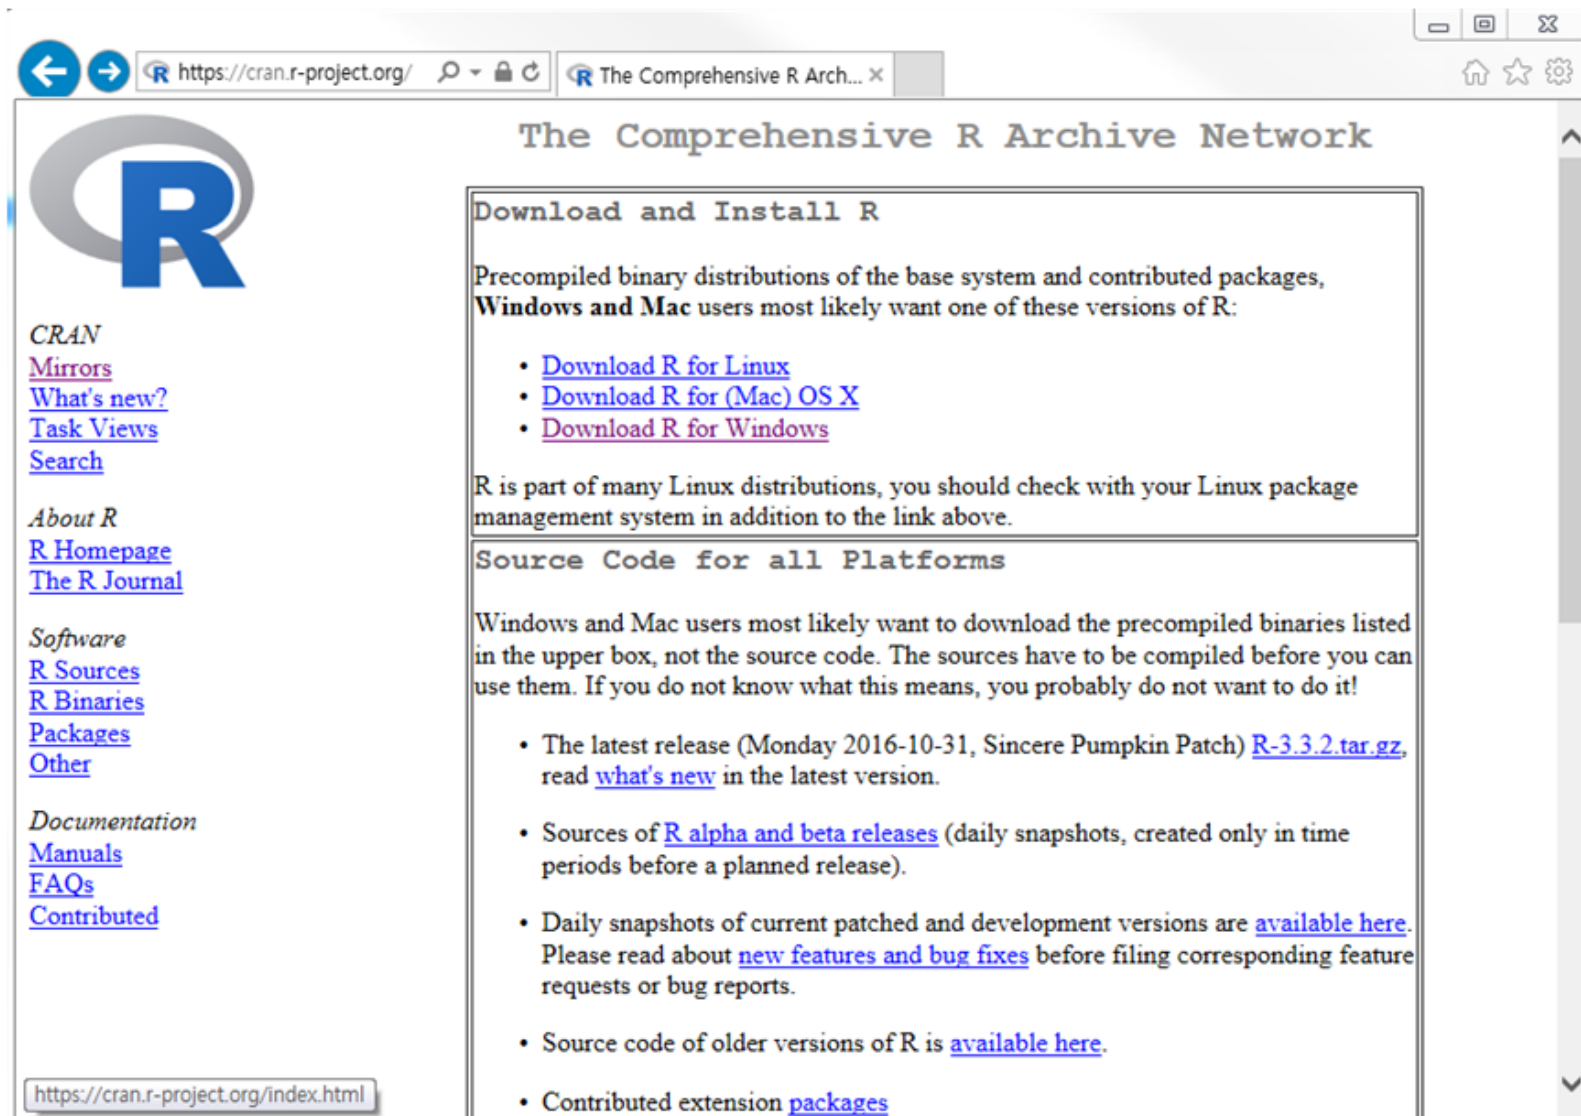 https://cran.r-project.org/
The Comprehensive R Arch...
R
CRAN
Mirrors
What's new?
Task Views
Search
About R
R Homepage
The R Journal
Software
R Sources
R Binaries
Packages
Other
Documentation
Manuals
FAQs
Contributed
https://cran.r-project.org/index.html
The Comprehensive R Archive Network
Download and Install R
Precompiled binary distributions of the base system and contributed packages,
Windows and Mac users most likely want one of these versions of R:
• Download R for Linux
• Download R for (Mac) OS X
• Download R for Windows
R is part of many Linux distributions, you should check with your Linux package
management system in addition to the link above.
Source Code for all Platforms
Windows and Mac users most likely want to download the precompiled binaries listed
in the upper box, not the source code. The sources have to be compiled before you can
use them. If you do not know what this means, you probably do not want to do it!
• The latest release (Monday 2016-10-31, Sincere Pumpkin Patch) R-3.3.2.tar.gz,
read what's new in the latest version.
• Sources of R alpha and beta releases (daily snapshots, created only in time
periods before a planned release).
• Daily snapshots of current patched and development versions are available here.
Please read about new features and bug fixes before filing corresponding feature
requests or bug reports.
• Source code of older versions of R is available here.
• Contributed extension packages